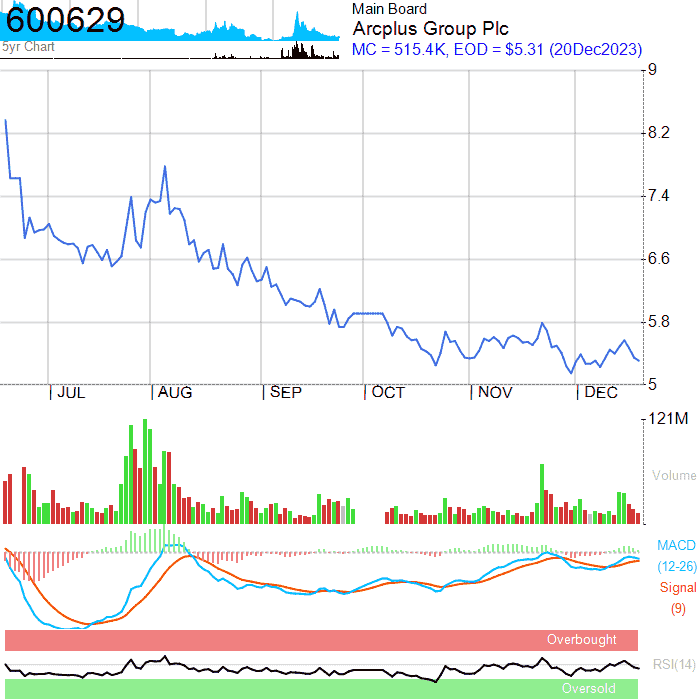 600629
5yr Chart
Main Board
Arcplus Group Plc
MC = 515.4K, EOD = $5.31 (20Dec2023)
9
8.2
7.4
6.6
5.8
5
JUL AUG SEP OCT NOV DEC
121M
Volume
MACD
(12-26)
Signal
(9)
Overbought
RSI(14)
Oversold